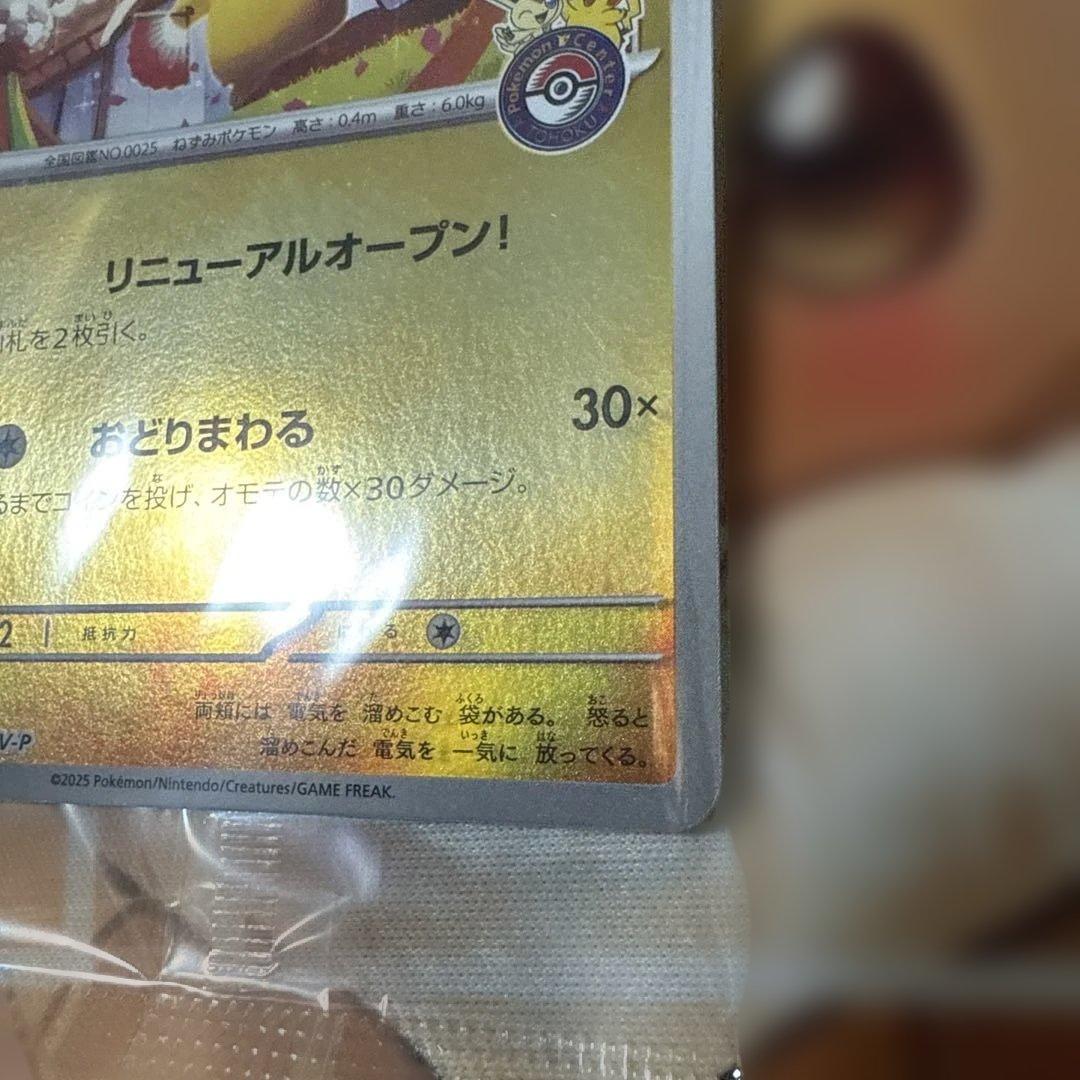 Pokémon Center
TOHOKU
全国図鑑NO.0025 ねずみポケモン 高さ：0.4m 重さ：6.0kg
リニューアルオープン！
札を2枚引く。
おどりまわる 30×
るまでコインを投げ、オモテの数×30ダメージ。
2 抵抗力 にげる
両頬には 電気を 溜めこむ 袋がある。 怒ると
溜めこんだ 電気を 一気に 放ってくる。
V-P
©2025 Pokémon/Nintendo/Creatures/GAME FREAK.